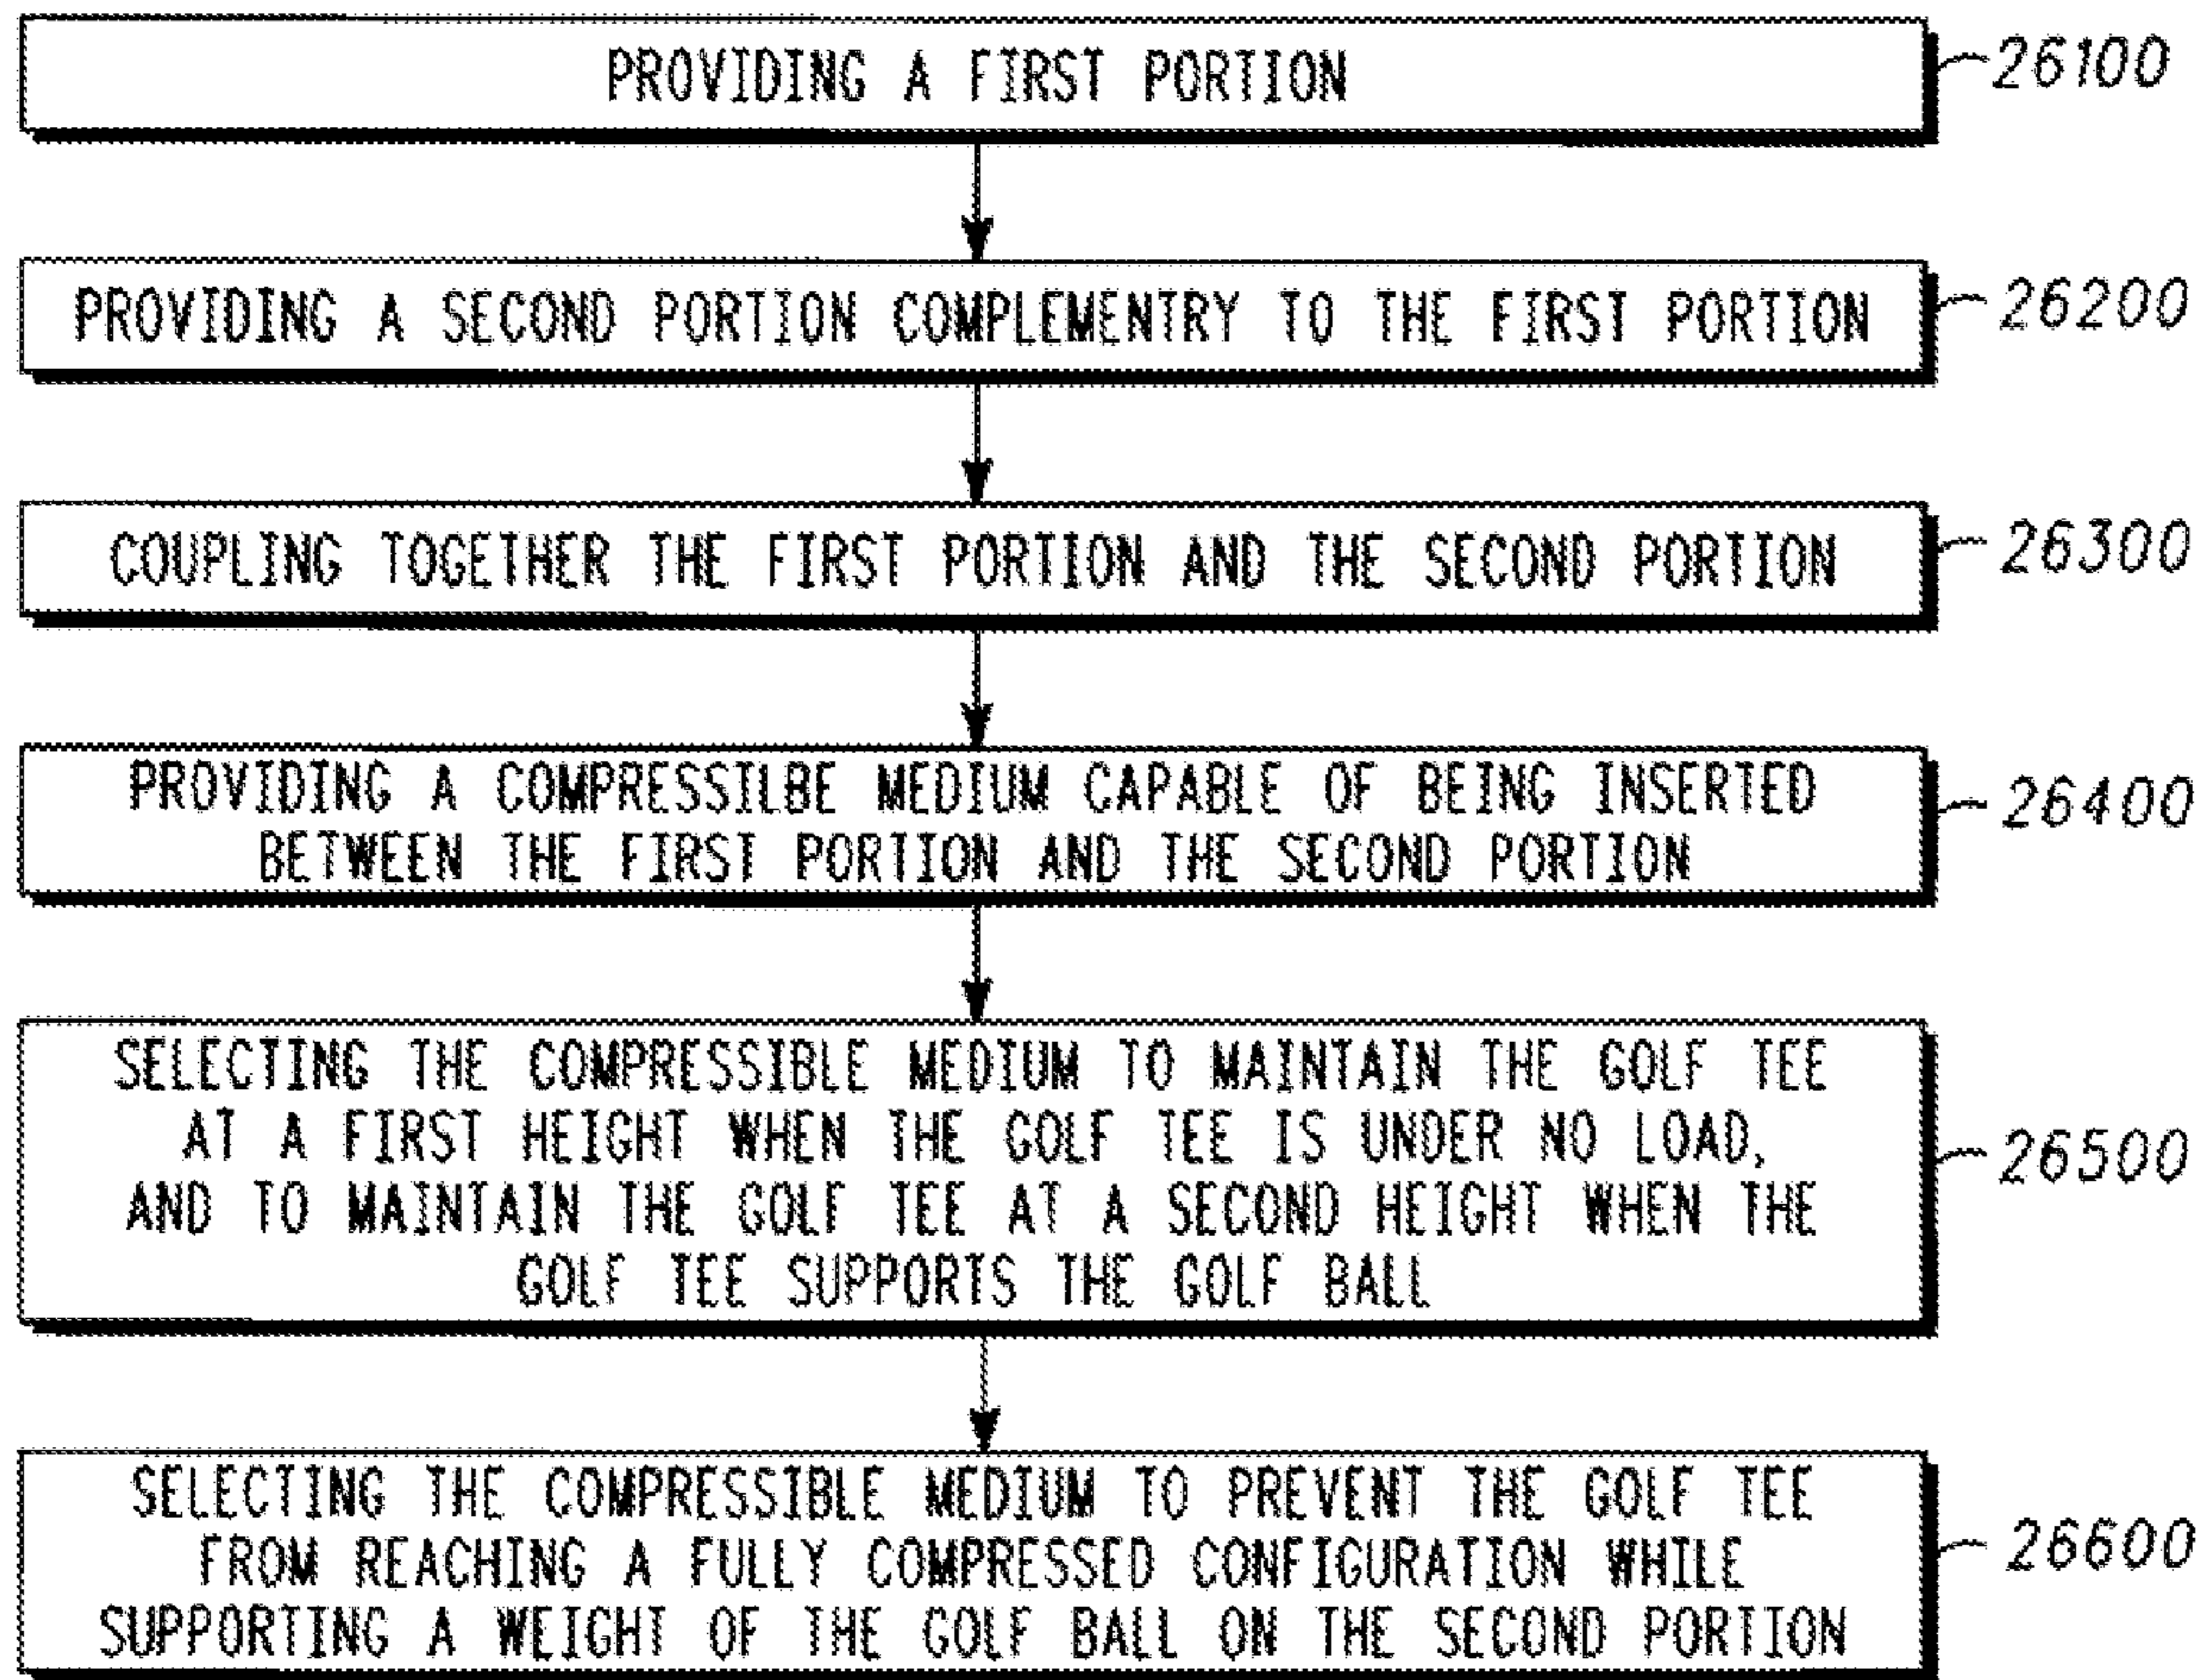 PROVIDING A FIRST PORTION
26100
PROVIDING A SECOND PORTION COMPLEMENTRY TO THE FIRST PORTION
26200
COUPLING TOGETHER THE FIRST PORTION AND THE SECOND PORTION
26300
PROVIDING A COMPRESSILBE MEDIUM CAPABLE OF BEING INSERTED
BETWEEN THE FIRST PORTION AND THE SECOND PORTION
26400
SELECTING THE COMPRESSIBLE MEDIUM TO MAINTAIN THE GOLF TEE
AT A FIRST HEIGHT WHEN THE GOLF TEE IS UNDER NO LOAD,
AND TO MAINTAIN THE GOLF TEE AT A SECOND HEIGHT WHEN THE
GOLF TEE SUPPORTS THE GOLF BALL
26500
SELECTING THE COMPRESSIBLE MEDIUM TO PREVENT THE GOLF TEE
FROM REACHING A FULLY COMPRESSED CONFIGURATION WHILE
SUPPORTING A WEIGHT OF THE GOLF BALL ON THE SECOND PORTION
26600